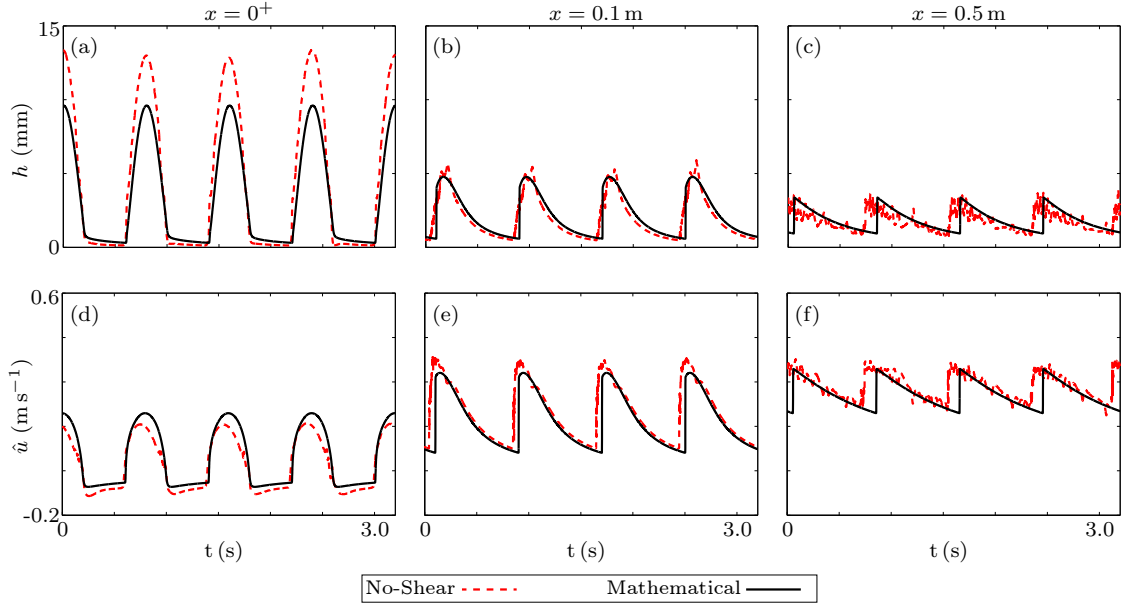 x = 0⁺ x = 0.1 m x = 0.5 m
15
(a) (b) (c)
h (mm)
0
0.6
(d) (e) (f)
û (m s⁻¹)
-0.2
0 3.0 0 3.0 0 3.0
t (s) t (s) t (s)
No-Shear Mathematical